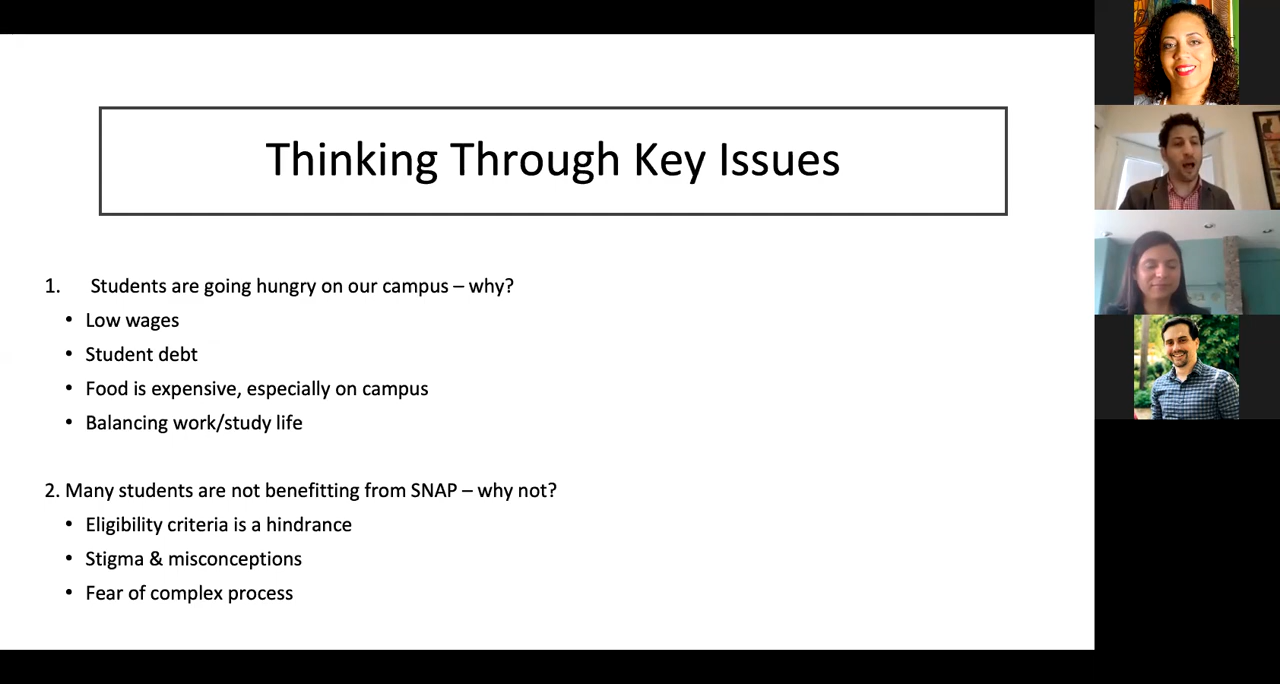 Thinking Through Key Issues
1. Students are going hungry on our campus – why?
• Low wages
• Student debt
• Food is expensive, especially on campus
• Balancing work/study life
2. Many students are not benefitting from SNAP – why not?
• Eligibility criteria is a hindrance
• Stigma & misconceptions
• Fear of complex process